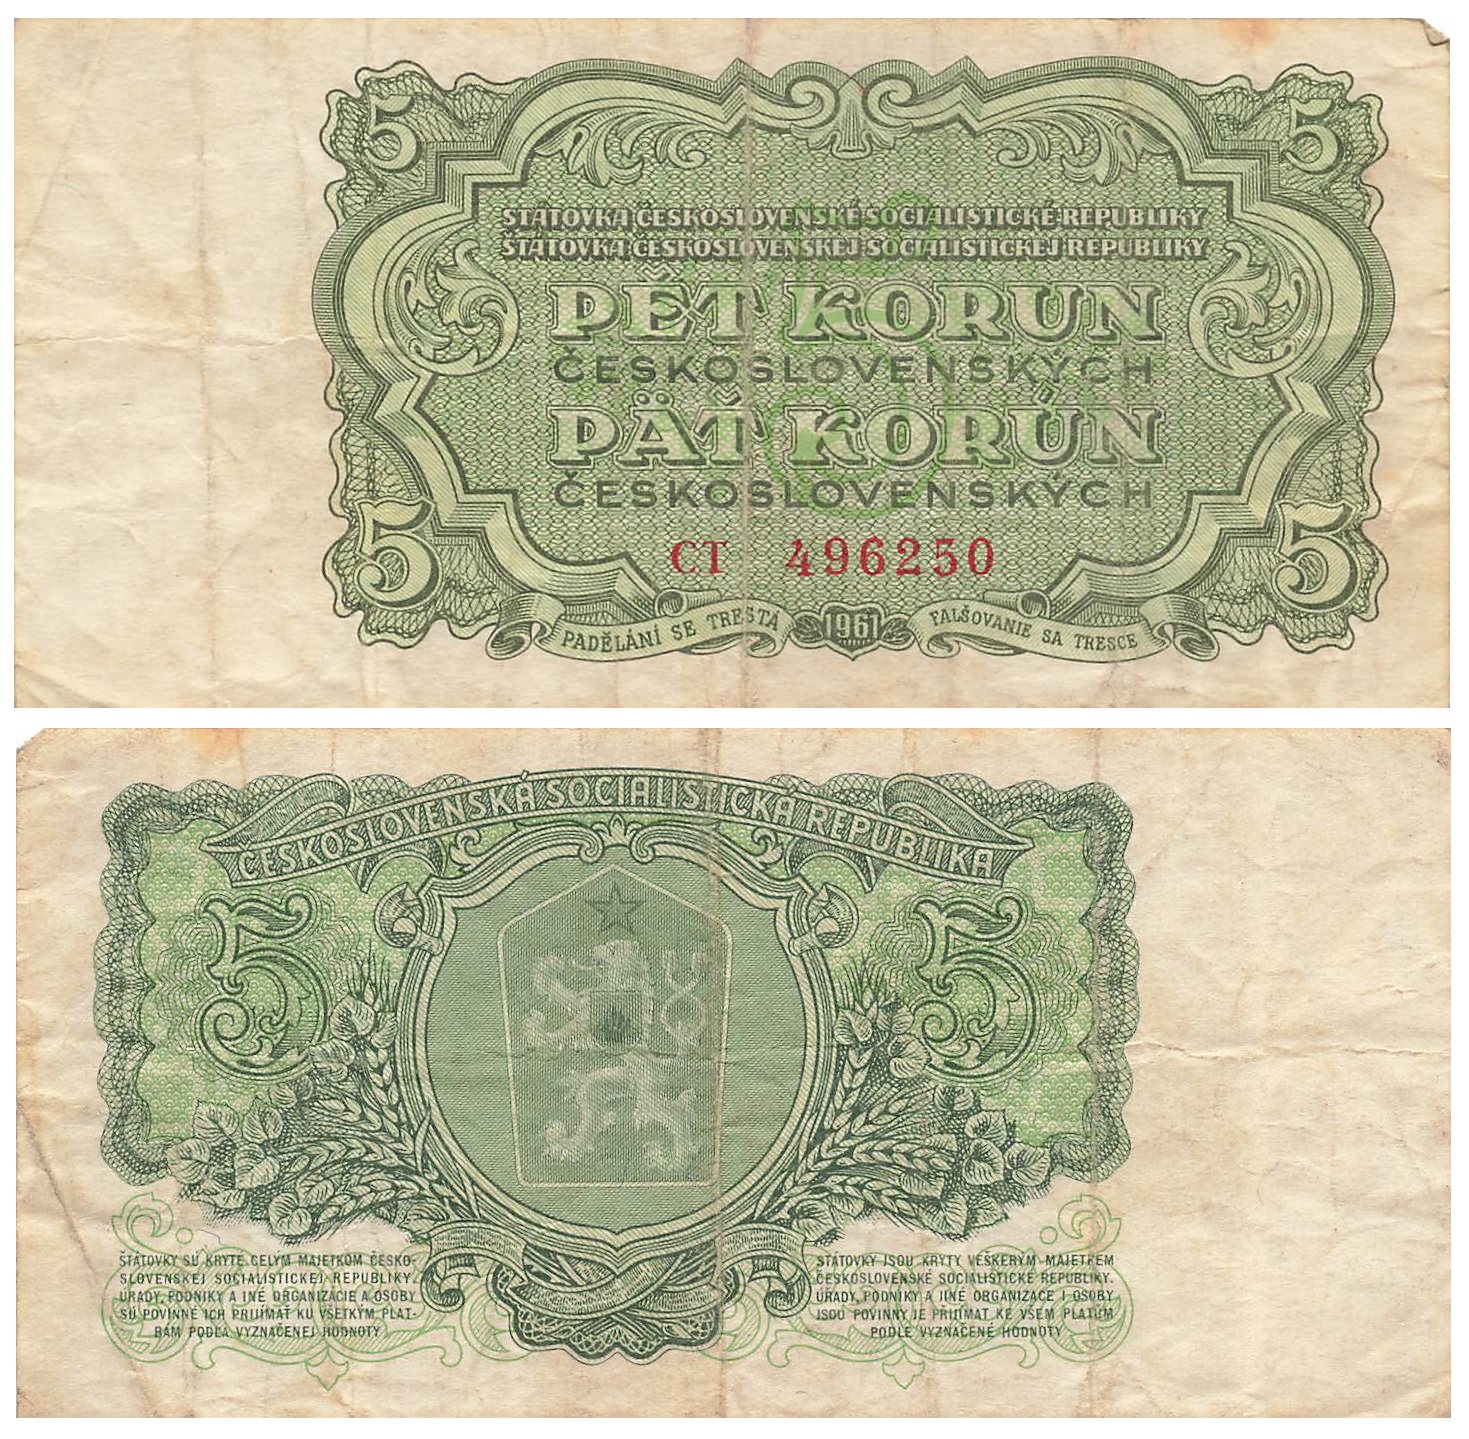 5 5
STÁTOVKA ČESKOSLOVENSKÉ SOCIALISTICKÉ REPUBLIKY
ŠTÁTOVKA ČESKOSLOVENSKEJ SOCIALISTICKEJ REPUBLIKY
PĚT KORUN
ČESKOSLOVENSKÝCH
PÄŤ KORÚN
ČESKOSLOVENSKÝCH
5 5
CT 496250
PADĚLÁNÍ SE TRESTÁ 1961 FALŠOVANIE SA TRESCE
ČESKOSLOVENSKÁ SOCIALISTICKÁ REPUBLIKA
5 5
ŠTÁTOVKY SÚ KRYTÉ CELÝM MAJETKOM ČESKO-
SLOVENSKEJ SOCIALISTICKEJ REPUBLIKY.
ÚRADY, PODNIKY A INÉ ORGANIZÁCIE A OSOBY
SÚ POVINNÉ ICH PRIJÍMAŤ KU VŠETKÝM PLAT-
BÁM PODĽA VYZNAČENEJ HODNOTY
STÁTOVKY JSOU KRYTY VEŠKERÝM MAJETKEM
ČESKOSLOVENSKÉ SOCIALISTICKÉ REPUBLIKY.
ÚŘADY, PODNIKY A JINÉ ORGANIZACE I OSOBY
JSOU POVINNY JE PŘIJÍMAT KE VŠEM PLATŮM
PODLE VYZNAČENÉ HODNOTY